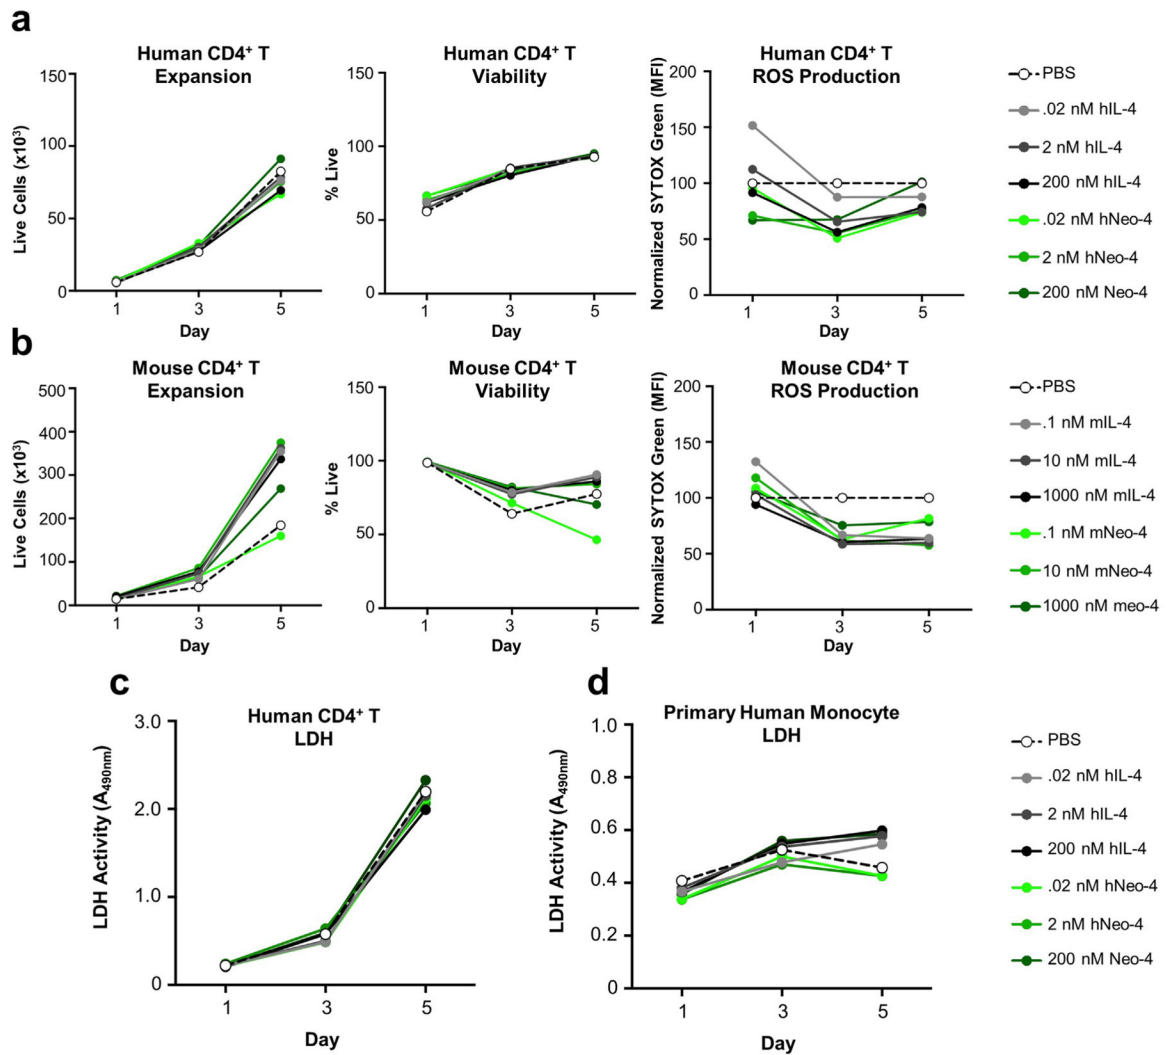 a
Human CD4⁺ T
Expansion
Live Cells (x10³)
150
100
50
0
1
3
5
Day
Human CD4⁺ T
Viability
% Live
150
100
50
0
1
3
5
Day
Human CD4⁺ T
ROS Production
Normalized SYTOX Green (MFI)
200
150
100
50
0
1
3
5
Day
PBS
.02 nM hIL-4
2 nM hIL-4
200 nM hIL-4
.02 nM hNeo-4
2 nM hNeo-4
200 nM Neo-4
b
Mouse CD4⁺ T
Expansion
Live Cells (x10³)
500
400
300
200
100
0
1
3
5
Day
Mouse CD4⁺ T
Viability
% Live
150
100
50
0
1
3
5
Day
Mouse CD4⁺ T
ROS Production
Normalized SYTOX Green (MFI)
200
150
100
50
0
1
3
5
Day
PBS
.1 nM mIL-4
10 nM mIL-4
1000 nM mIL-4
.1 nM mNeo-4
10 nM mNeo-4
1000 nM meo-4
c
Human CD4⁺ T
LDH
LDH Activity (A490nm)
3.0
2.0
1.0
0
1
3
5
Day
d
Primary Human Monocyte
LDH
LDH Activity (A490nm)
1.0
0.8
0.6
0.4
0.2
0
1
3
5
Day
PBS
.02 nM hIL-4
2 nM hIL-4
200 nM hIL-4
.02 nM hNeo-4
2 nM hNeo-4
200 nM Neo-4